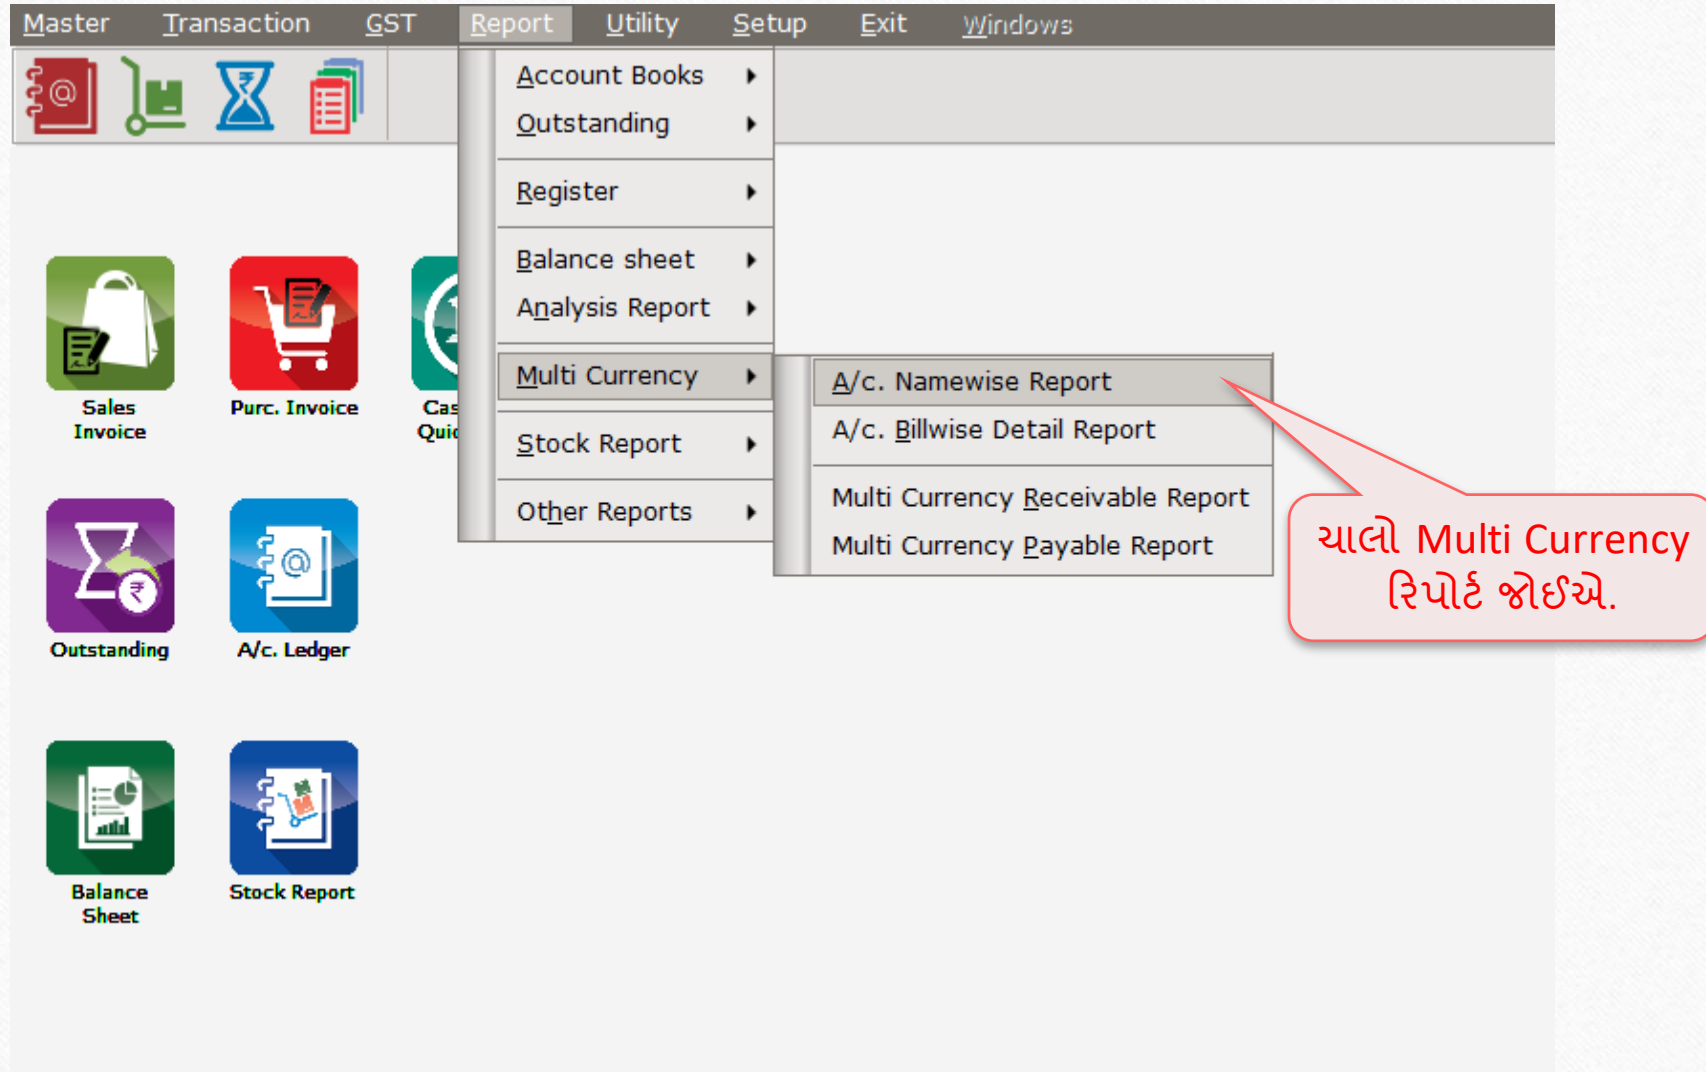 Master Transaction GST Report Utility Setup Exit Windows
Account Books
Outstanding
Register
Balance sheet
Analysis Report
Multi Currency
Stock Report
Other Reports
A/c. Namewise Report
A/c. Billwise Detail Report
Multi Currency Receivable Report
Multi Currency Payable Report
ચાલો Multi Currency
રિપોર્ટ જોઈએ.
Sales
Invoice
Purc. Invoice
Outstanding
A/c. Ledger
Balance
Sheet
Stock Report